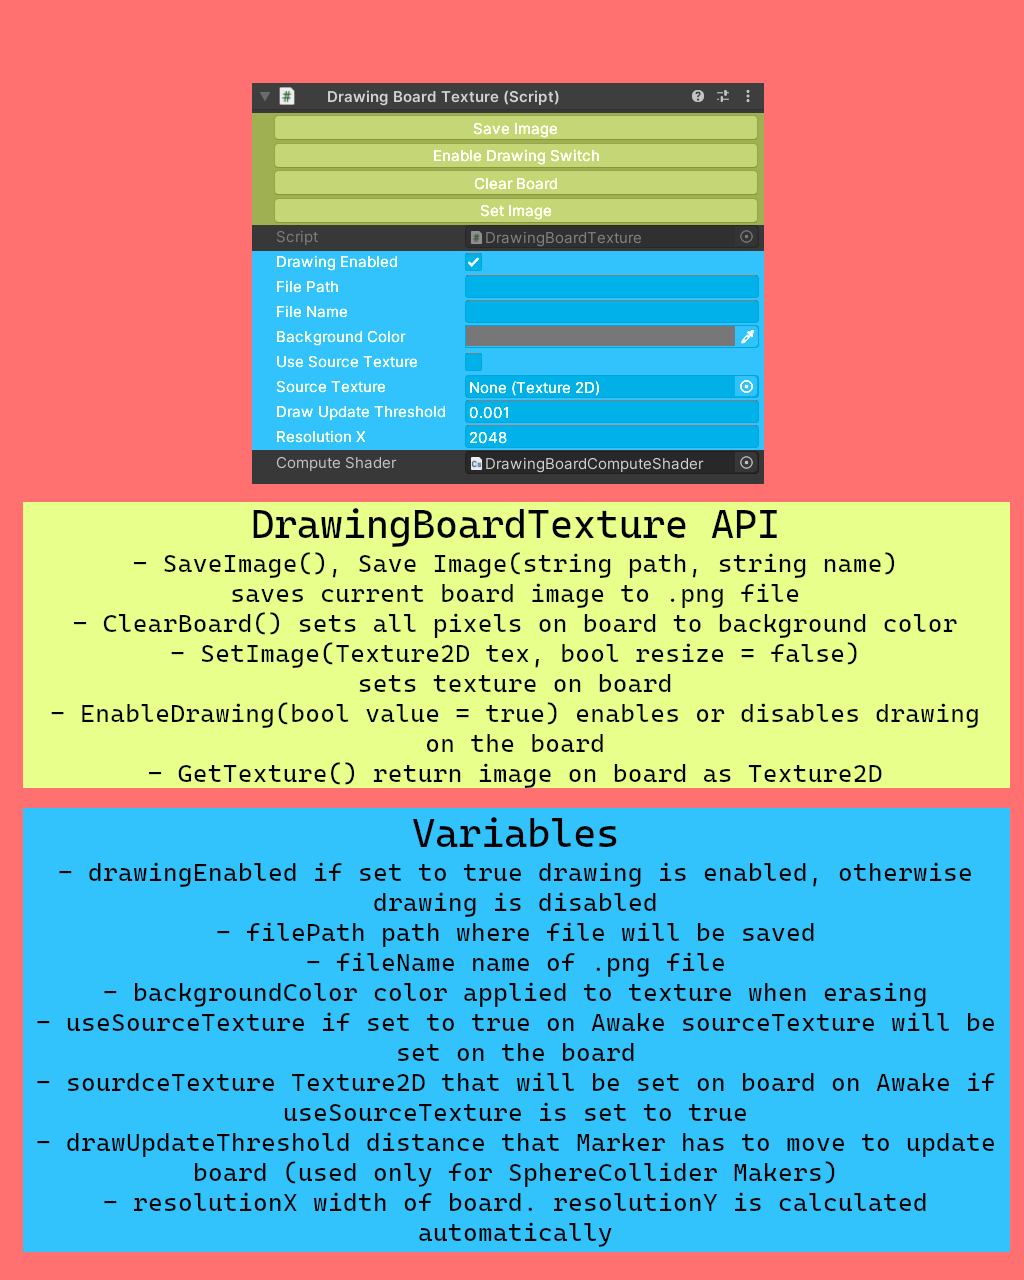 Drawing Board Texture (Script)
Save Image
Enable Drawing Switch
Clear Board
Set Image
Script DrawingBoardTexture
Drawing Enabled
File Path
File Name
Background Color
Use Source Texture
Source Texture None (Texture 2D)
Draw Update Threshold 0.001
Resolution X 2048
Compute Shader DrawingBoardComputeShader
DrawingBoardTexture API
- SaveImage(), Save Image(string path, string name)
saves current board image to .png file
- ClearBoard() sets all pixels on board to background color
- SetImage(Texture2D tex, bool resize = false)
sets texture on board
- EnableDrawing(bool value = true) enables or disables drawing
on the board
- GetTexture() return image on board as Texture2D
Variables
- drawingEnabled if set to true drawing is enabled, otherwise
drawing is disabled
- filePath path where file will be saved
- fileName name of .png file
- backgroundColor color applied to texture when erasing
- useSourceTexture if set to true on Awake sourceTexture will be
set on the board
- sourdceTexture Texture2D that will be set on board on Awake if
useSourceTexture is set to true
- drawUpdateThreshold distance that Marker has to move to update
board (used only for SphereCollider Makers)
- resolutionX width of board. resolutionY is calculated
automatically